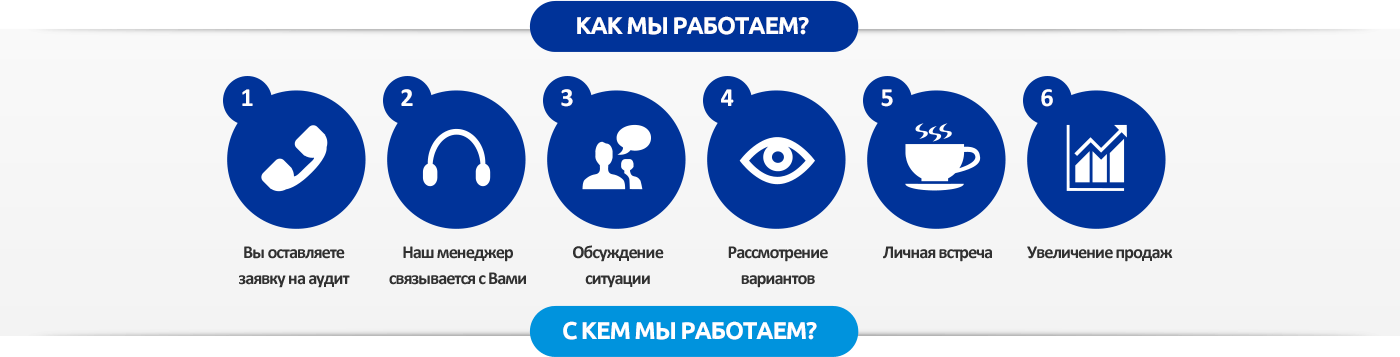 КАК МЫ РАБОТАЕМ?
1
2
3
4
5
6
Вы оставляете
заявку на аудит
Наш менеджер
связывается с Вами
Обсуждение
ситуации
Рассмотрение
вариантов
Личная встреча
Увеличение продаж
С КЕМ МЫ РАБОТАЕМ?